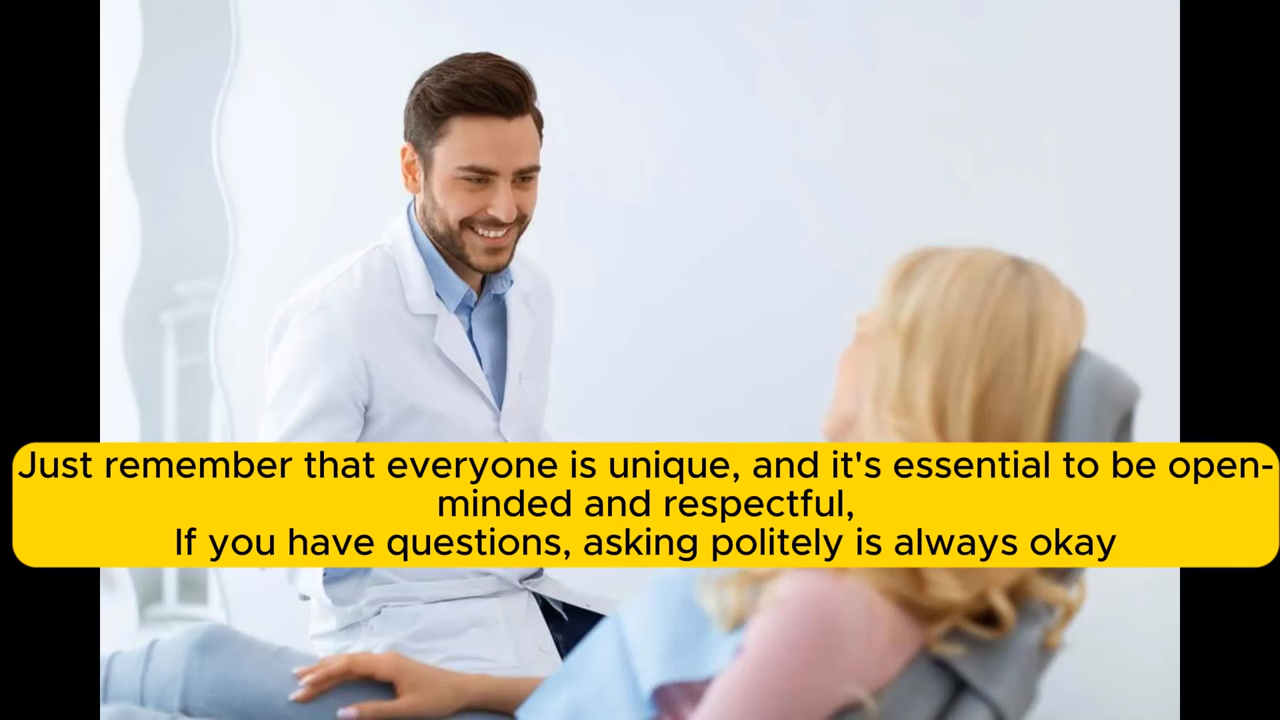 Just remember that everyone is unique, and it's essential to be open-
minded and respectful,
If you have questions, asking politely is always okay